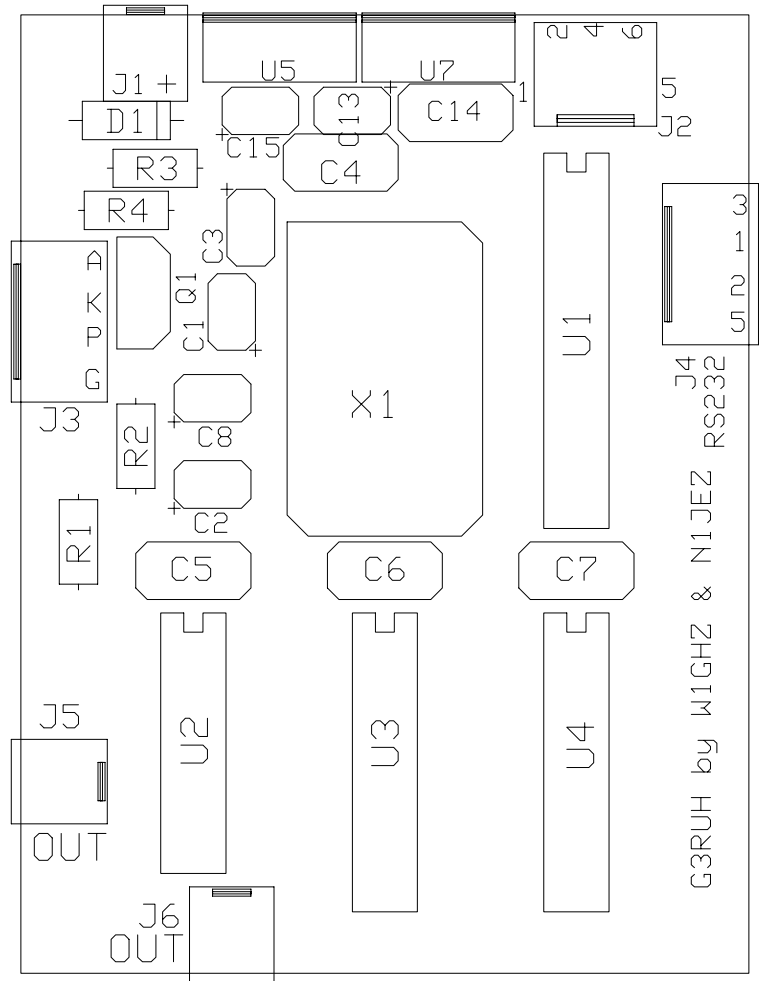 J1 +
U5
U7
2 4 6
1
5
J2
D1
C15
C13
C14
C4
R3
R4
C3
Q1
C1
A
K
P
G
J3
3
1
2
5
J4
RS232
U1
X1
R2
C8
C2
R1
C5
C6
C7
U2
U3
U4
J5
OUT
J6
OUT
G3RUH by W1GHZ & N1JEZ